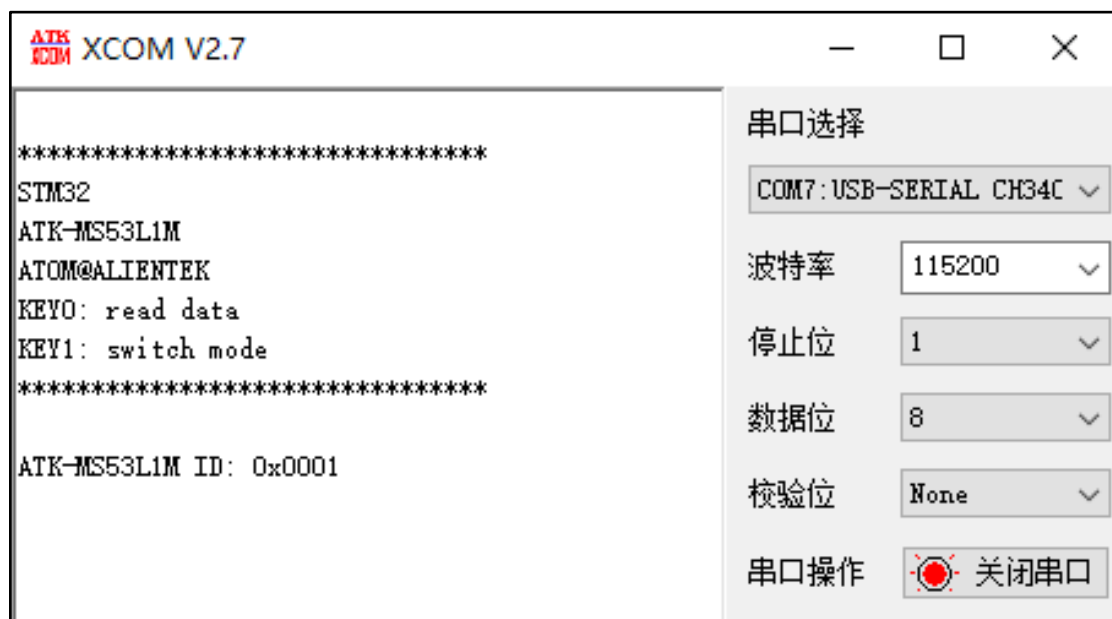 ATK
XCOM
XCOM V2.7
********************************
STM32
ATK-MS53L1M
ATOM@ALIENTEK
KEY0: read data
KEY1: switch mode
********************************
ATK-MS53L1M ID: 0x0001
串口选择
COM7:USB-SERIAL CH34
波特率 115200
停止位 1
数据位 8
校验位 None
串口操作 关闭串口